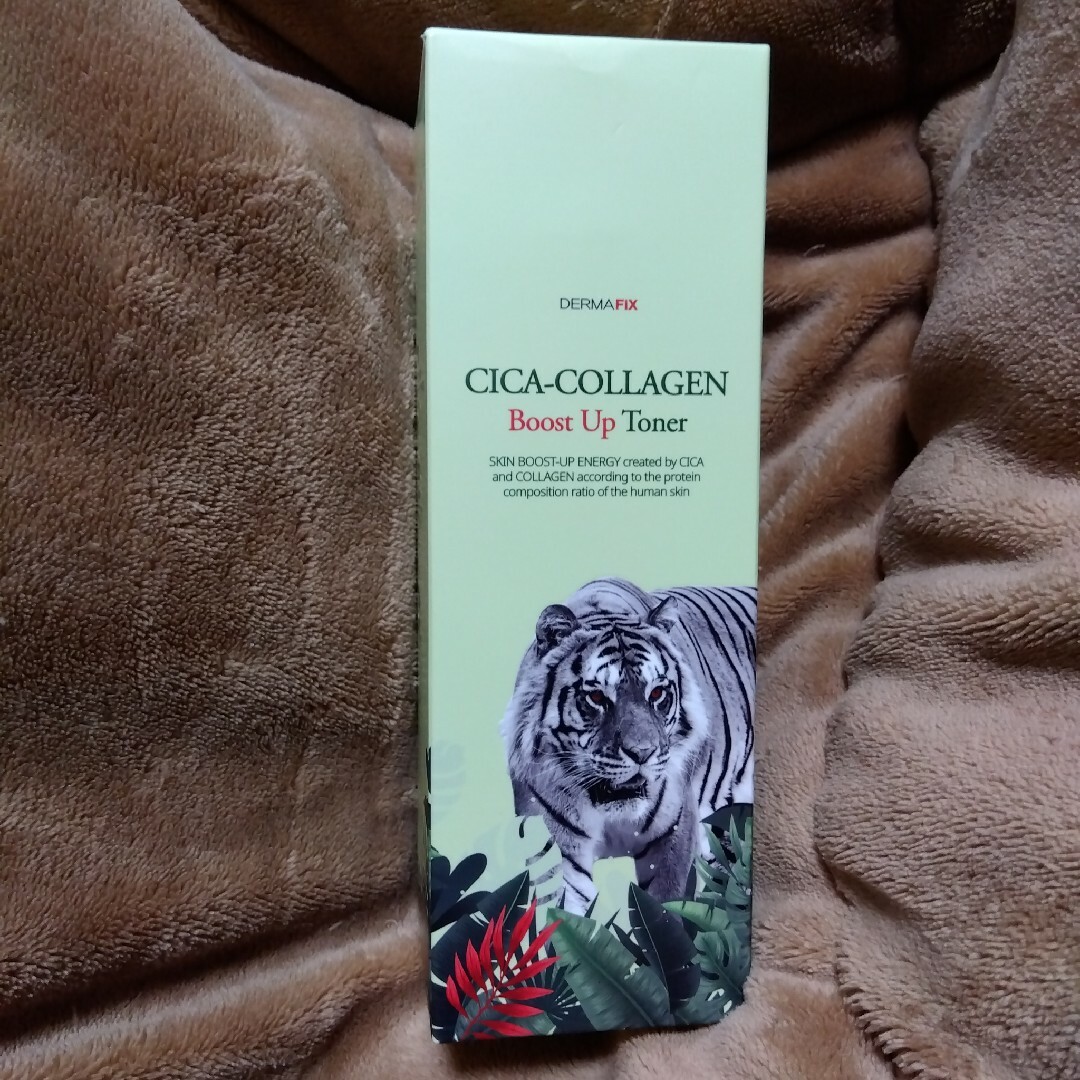 DERMAFIX
CICA-COLLAGEN
Boost Up Toner
SKIN BOOST-UP ENERGY created by CICA
and COLLAGEN according to the protein
composition ratio of the human skin